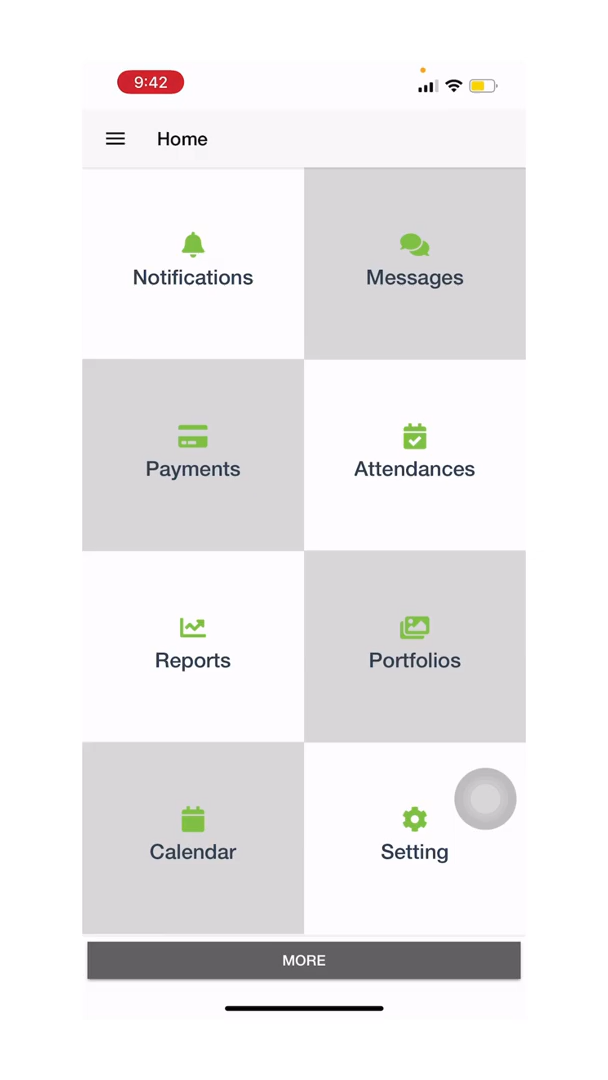 9:42
Home
Notifications
Messages
Payments
Attendances
Reports
Portfolios
Calendar
Setting
MORE